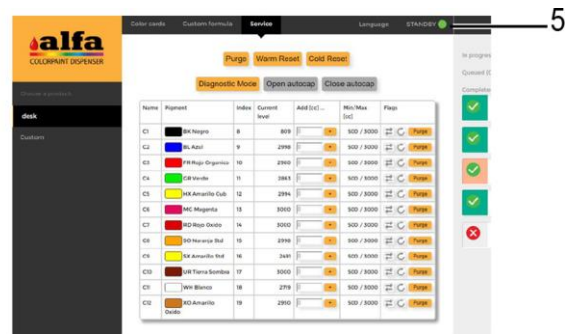 Color cards Custom formula Service Language STANDBY
5
alfa
COLORPAINT DISPENSER
Purge Warm Reset Cold Reset
Diagnostic Mode Open autocap Close autocap
Choose a product
desk
Custom
In progres
Queued (C
Complete
Name Pigment Index Current level Add [cc] ... Min/Max [cc] Flags
C1 BK Negro 8 809 500 / 3000 Purge
C2 BL Azul 9 2998 500 / 3000 Purge
C3 FR Rojo Organico 10 2960 500 / 3000 Purge
C4 GR Verde 11 2863 500 / 3000 Purge
C5 HX Amarillo Cub 12 2994 500 / 3000 Purge
C6 MC Magenta 13 3000 500 / 3000 Purge
C7 RO Rojo Oxido 14 3000 500 / 3000 Purge
C8 SO Naranja Std 15 2998 500 / 3000 Purge
C9 SX Amarillo Std 16 2491 500 / 3000 Purge
C10 UR Tierra Sombra 17 3000 500 / 3000 Purge
C11 WH Blanco 18 2719 500 / 3000 Purge
C12 XO Amarillo Oxido 19 2990 500 / 3000 Purge